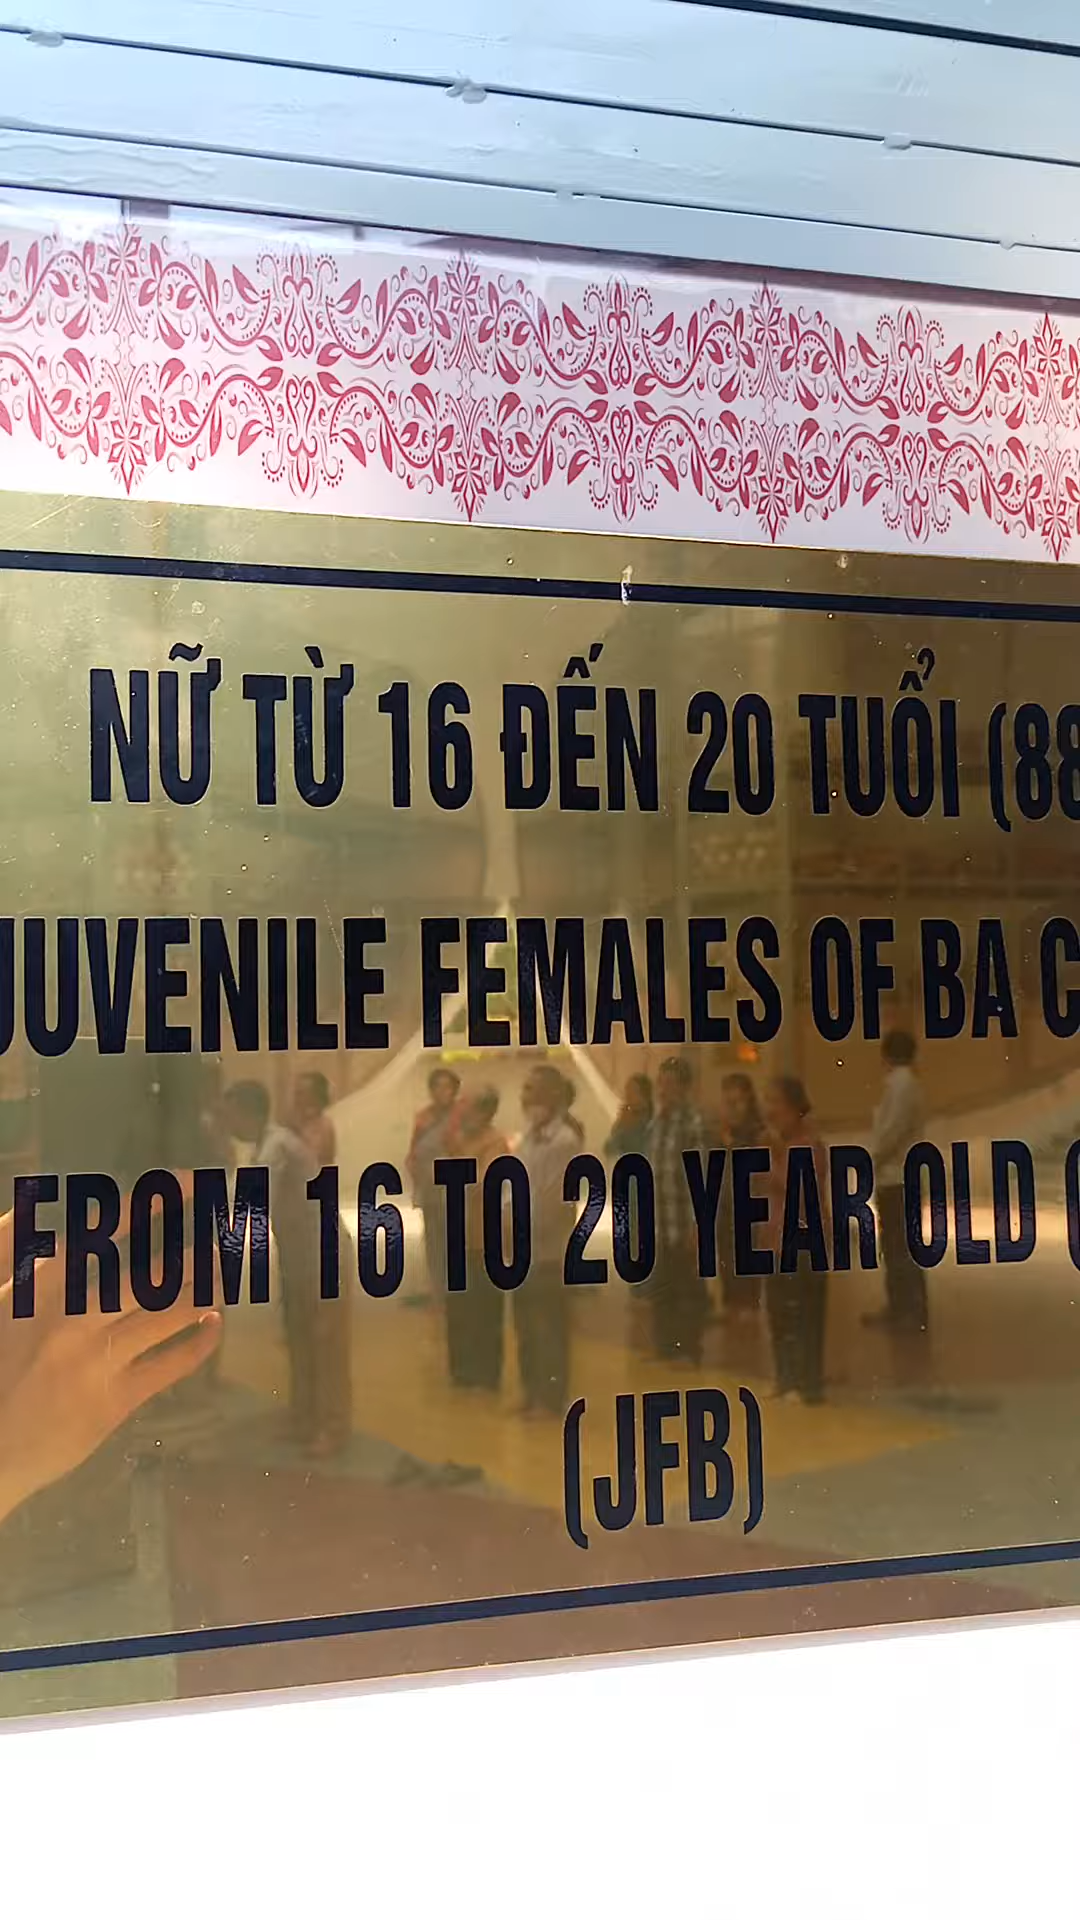 NỮ TỪ 16 ĐẾN 20 TUỔI (88
JUVENILE FEMALES OF BA C
FROM 16 TO 20 YEAR OLD (
(JFB)